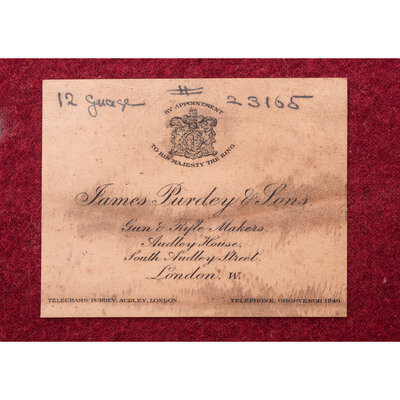 #
12 Guage 23165
BY APPOINTMENT
TO HIS MAJESTY THE KING
James Purdey & Sons
Gun & Rifle Makers,
Audley House,
South Audley Street,
London. W.
TELEGRAMS: PURDEY, AUDLEY, LONDON. TELEPHONE, GROSVENOR 1940.